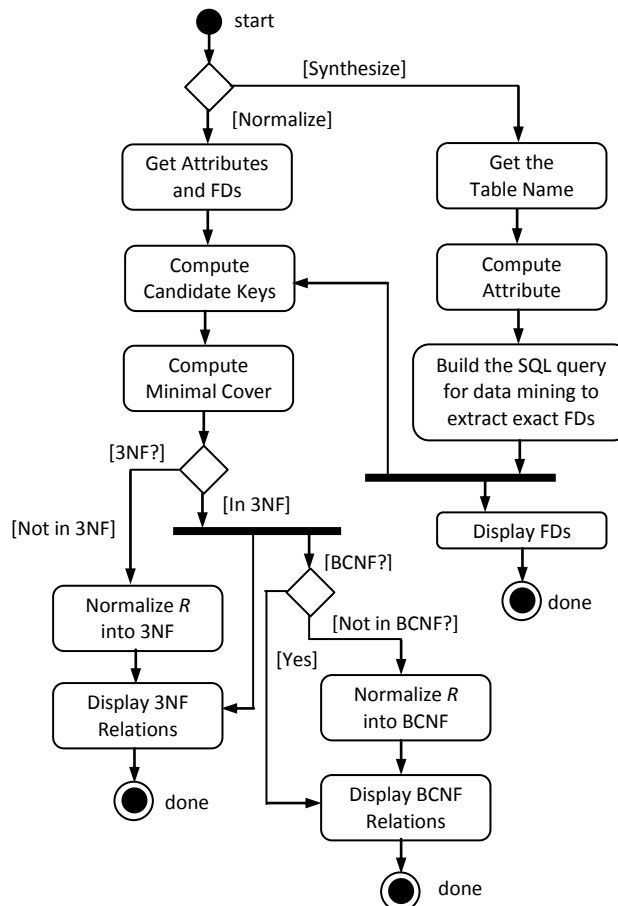 start
[Synthesize]
[Normalize]
Get Attributes
and FDs
Get the
Table Name
Compute
Candidate Keys
Compute
Attribute
Compute
Minimal Cover
Build the SQL query
for data mining to
extract exact FDs
[3NF?]
[In 3NF]
[Not in 3NF]
Display FDs
[BCNF?]
done
Normalize R
into 3NF
[Not in BCNF?]
[Yes]
Display 3NF
Relations
Normalize R
into BCNF
done
Display BCNF
Relations
done